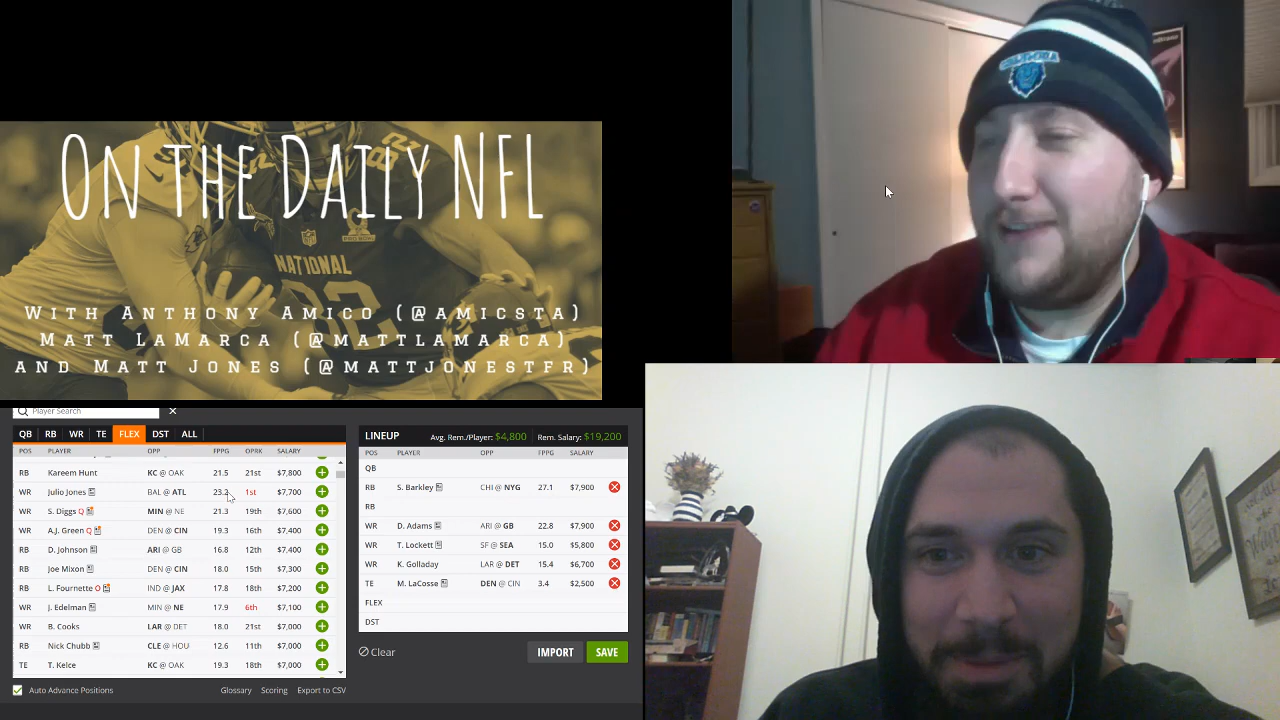 ON THE DAILY NFL
NATIONAL
WITH ANTHONY AMICO (@AMICSTA)
MATT LAMARCA (@MATTLAMARCA)
AND MATT JONES (@MATTJONESTFR)
Player Search
QB RB WR TE FLEX DST ALL
POS PLAYER OPP FPPG OPRK SALARY
RB Kareem Hunt KC @ OAK 21.5 21st $7,800
WR Julio Jones BAL @ ATL 23.2 1st $7,700
WR S. Diggs Q MIN @ NE 21.3 19th $7,600
WR A.J. Green Q DEN @ CIN 19.3 16th $7,400
RB D. Johnson ARI @ GB 16.8 12th $7,400
RB Joe Mixon DEN @ CIN 18.0 15th $7,300
RB L. Fournette O IND @ JAX 17.8 18th $7,200
WR J. Edelman MIN @ NE 17.9 6th $7,100
WR B. Cooks LAR @ DET 18.0 21st $7,000
RB Nick Chubb CLE @ HOU 12.6 11th $7,000
TE T. Kelce KC @ OAK 19.3 18th $7,000
Auto Advance Positions Glossary Scoring Export to CSV
LINEUP Avg. Rem./Player: $4,800 Rem. Salary: $19,200
POS PLAYER OPP FPPG SALARY
QB
RB S. Barkley CHI @ NYG 27.1 $7,900
RB
WR D. Adams ARI @ GB 22.8 $7,900
WR T. Lockett SF @ SEA 15.0 $5,800
WR K. Golladay LAR @ DET 15.4 $6,700
TE M. LaCosse DEN @ CIN 3.4 $2,500
FLEX
DST
Clear IMPORT SAVE